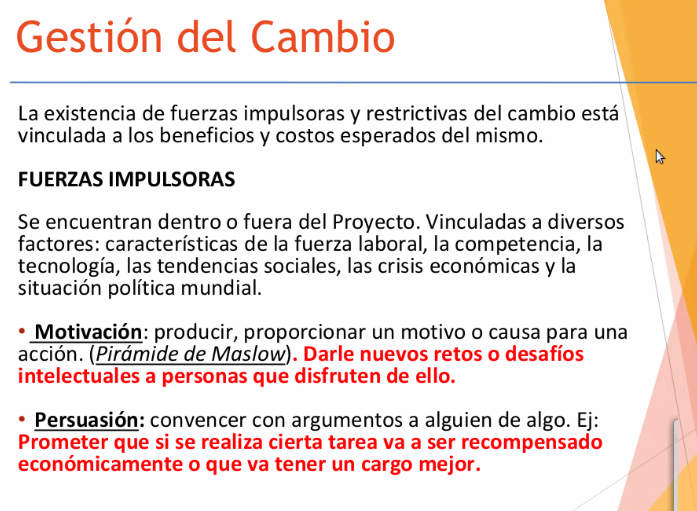 Gestión del Cambio
La existencia de fuerzas impulsoras y restrictivas del cambio está
vinculada a los beneficios y costos esperados del mismo.
FUERZAS IMPULSORAS
Se encuentran dentro o fuera del Proyecto. Vinculadas a diversos
factores: características de la fuerza laboral, la competencia, la
tecnología, las tendencias sociales, las crisis económicas y la
situación política mundial.
• Motivación: producir, proporcionar un motivo o causa para una
acción. (Pirámide de Maslow). Darle nuevos retos o desafíos
intelectuales a personas que disfruten de ello.
• Persuasión: convencer con argumentos a alguien de algo. Ej:
Prometer que si se realiza cierta tarea va a ser recompensado
económicamente o que va tener un cargo mejor.